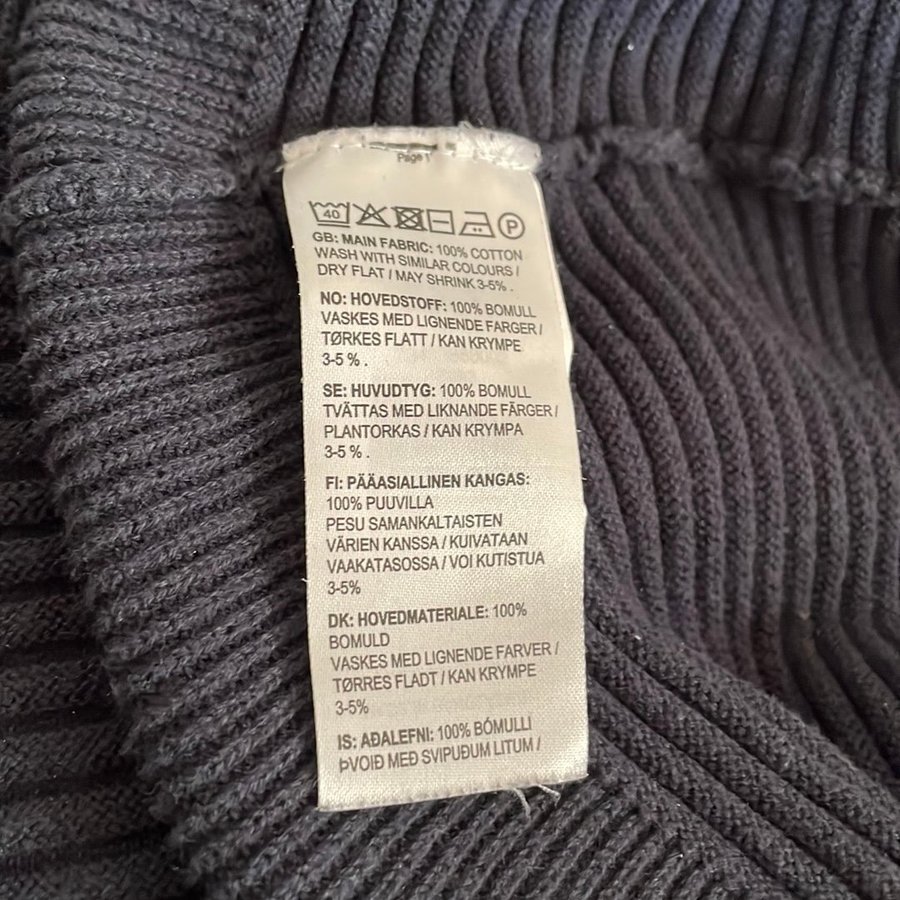 Page 1
40 P
GB: MAIN FABRIC: 100% COTTON
WASH WITH SIMILAR COLOURS /
DRY FLAT / MAY SHRINK 3-5% .
NO: HOVEDSTOFF: 100% BOMULL
VASKES MED LIGNENDE FARGER /
TØRKES FLATT / KAN KRYMPE
3-5 % .
SE: HUVUDTYG: 100% BOMULL
TVÄTTAS MED LIKNANDE FÄRGER /
PLANTORKAS / KAN KRYMPA
3-5% .
FI: PÄÄASIALLINEN KANGAS:
100% PUUVILLA
PESU SAMANKALTAISTEN
VÄRIEN KANSSA / KUIVATAAN
VAAKATASOSSA / VOI KUTISTUA
3-5%
DK: HOVEDMATERIALE: 100%
BOMULD
VASKES MED LIGNENDE FARVER /
TØRRES FLADT / KAN KRYMPE
3-5%
IS: AÐALEFNI: 100% BÓMULLI
ÞVOIÐ MEÐ SVIPUÐUM LITUM /